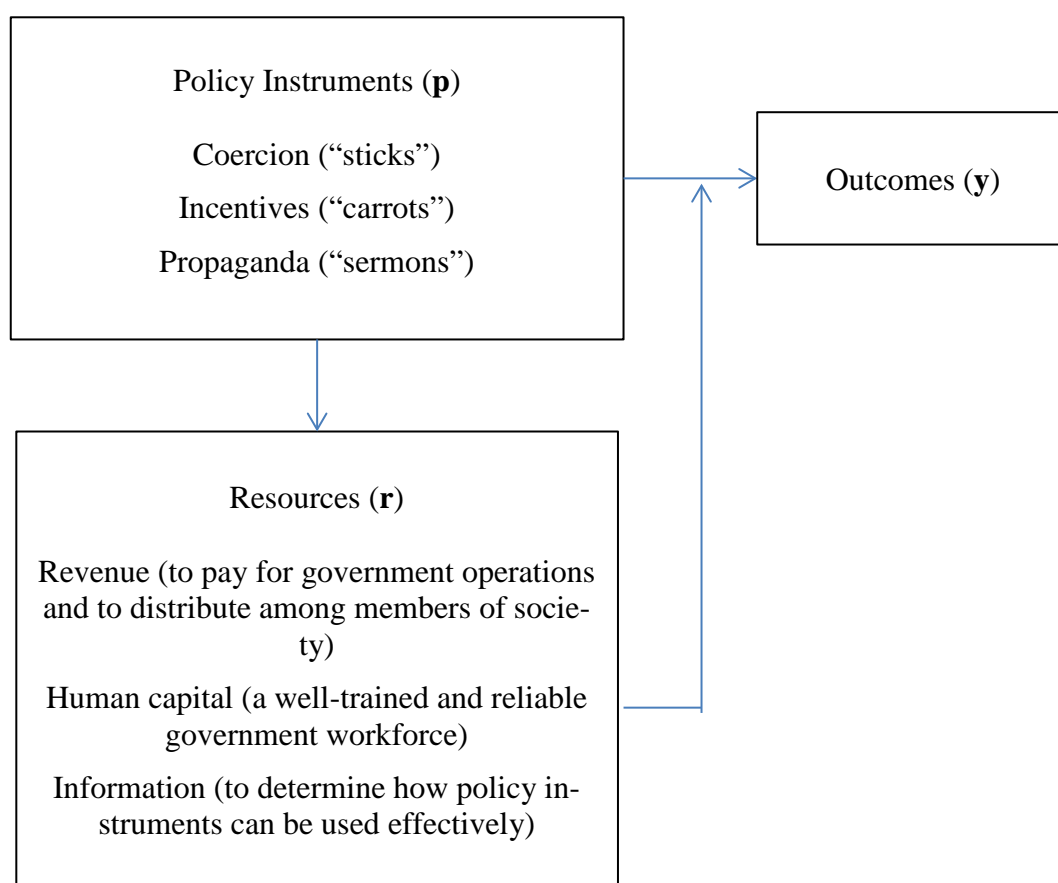 Policy Instruments (p)
Coercion (“sticks”)
Incentives (“carrots”)
Propaganda (“sermons”)
Outcomes (y)
Resources (r)
Revenue (to pay for government operations
and to distribute among members of socie-
ty)
Human capital (a well-trained and reliable
government workforce)
Information (to determine how policy in-
struments can be used effectively)